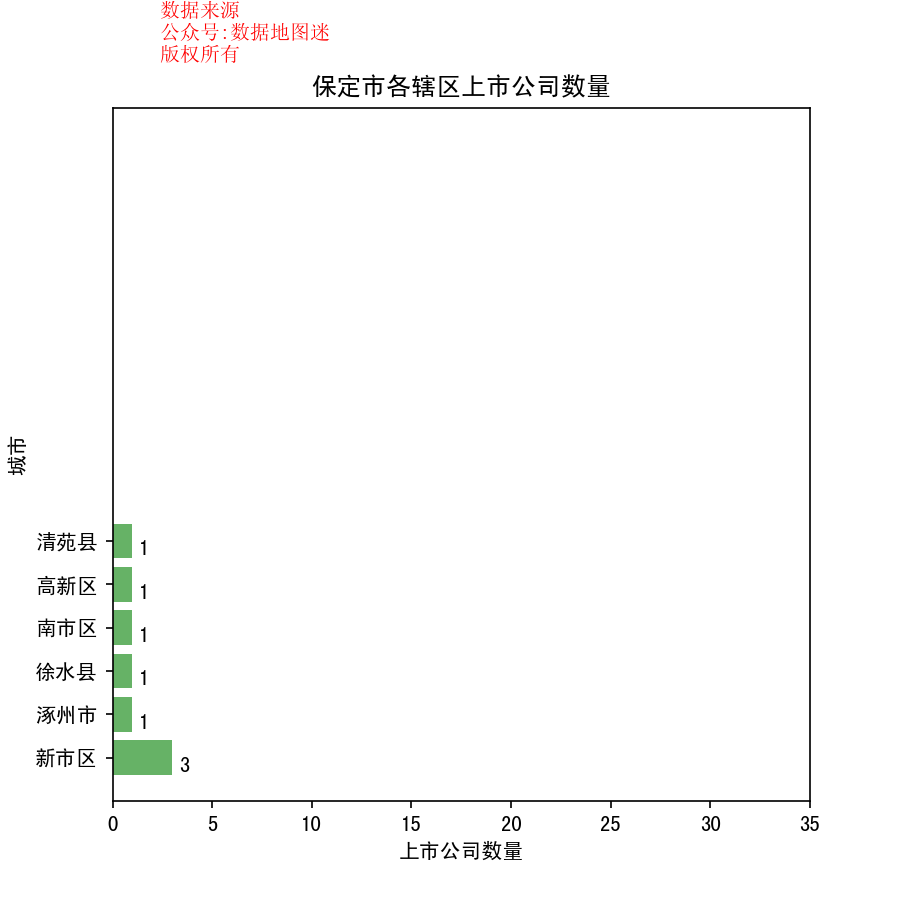 数据来源
公众号:数据地图迷
版权所有
保定市各辖区上市公司数量
城市
清苑县 1
高新区 1
南市区 1
徐水县 1
涿州市 1
新市区 3
0 5 10 15 20 25 30 35
上市公司数量